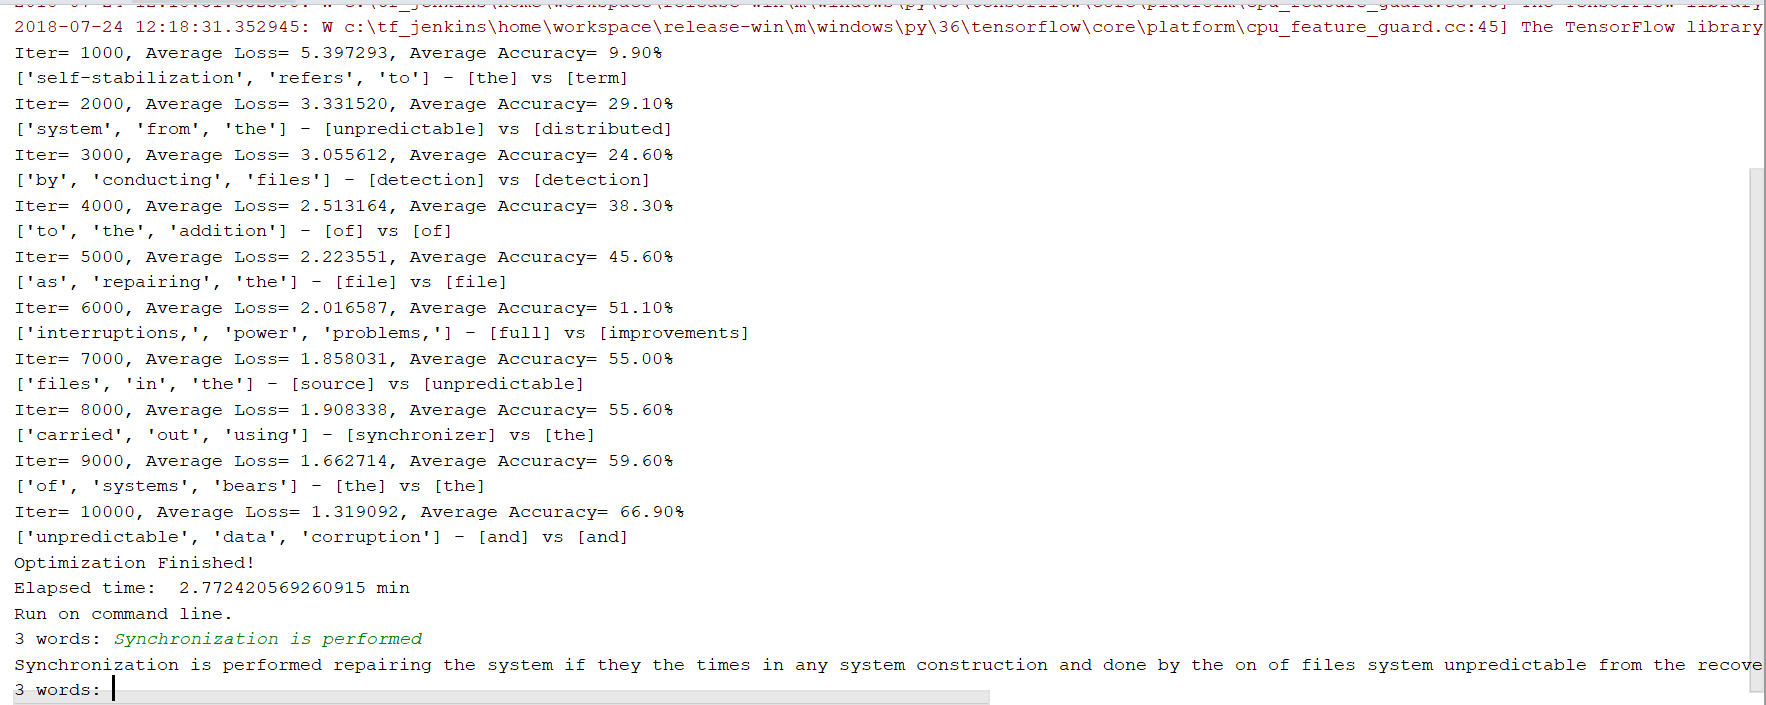 2018-07-24 12:18:31.352945: W c:\tf_jenkins\home\workspace\release-win\m\windows\py\36\tensorflow\core\platform\cpu_feature_guard.cc:45] The TensorFlow library
Iter= 1000, Average Loss= 5.397293, Average Accuracy= 9.90%
['self-stabilization', 'refers', 'to'] - [the] vs [term]
Iter= 2000, Average Loss= 3.331520, Average Accuracy= 29.10%
['system', 'from', 'the'] - [unpredictable] vs [distributed]
Iter= 3000, Average Loss= 3.055612, Average Accuracy= 24.60%
['by', 'conducting', 'files'] - [detection] vs [detection]
Iter= 4000, Average Loss= 2.513164, Average Accuracy= 38.30%
['to', 'the', 'addition'] - [of] vs [of]
Iter= 5000, Average Loss= 2.223551, Average Accuracy= 45.60%
['as', 'repairing', 'the'] - [file] vs [file]
Iter= 6000, Average Loss= 2.016587, Average Accuracy= 51.10%
['interruptions,', 'power', 'problems,'] - [full] vs [improvements]
Iter= 7000, Average Loss= 1.858031, Average Accuracy= 55.00%
['files', 'in', 'the'] - [source] vs [unpredictable]
Iter= 8000, Average Loss= 1.908338, Average Accuracy= 55.60%
['carried', 'out', 'using'] - [synchronizer] vs [the]
Iter= 9000, Average Loss= 1.662714, Average Accuracy= 59.60%
['of', 'systems', 'bears'] - [the] vs [the]
Iter= 10000, Average Loss= 1.319092, Average Accuracy= 66.90%
['unpredictable', 'data', 'corruption'] - [and] vs [and]
Optimization Finished!
Elapsed time:  2.772420569260915 min
Run on command line.
3 words: Synchronization is performed
Synchronization is performed repairing the system if they the times in any system construction and done by the on of files system unpredictable from the recove
3 words: